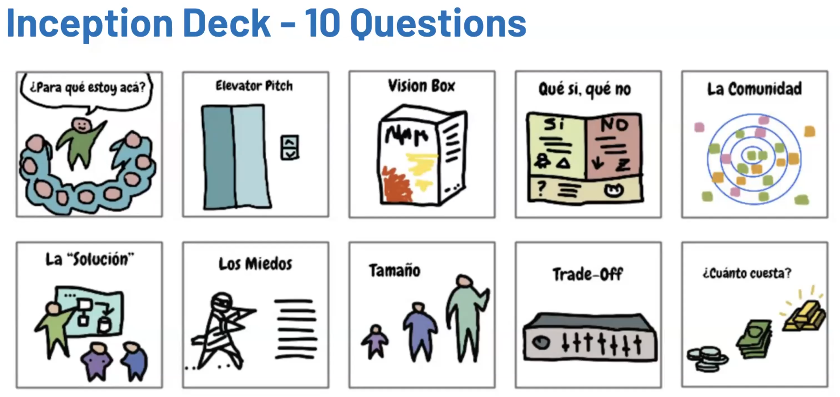 Inception Deck - 10 Questions
¿Para qué estoy acá?
Elevator Pitch
Vision Box
Qué si, qué no
La Comunidad
ÑAM
Si
NO
Z
?
La "Solución"
Los Miedos
Tamaño
Trade-Off
¿Cuánto cuesta?